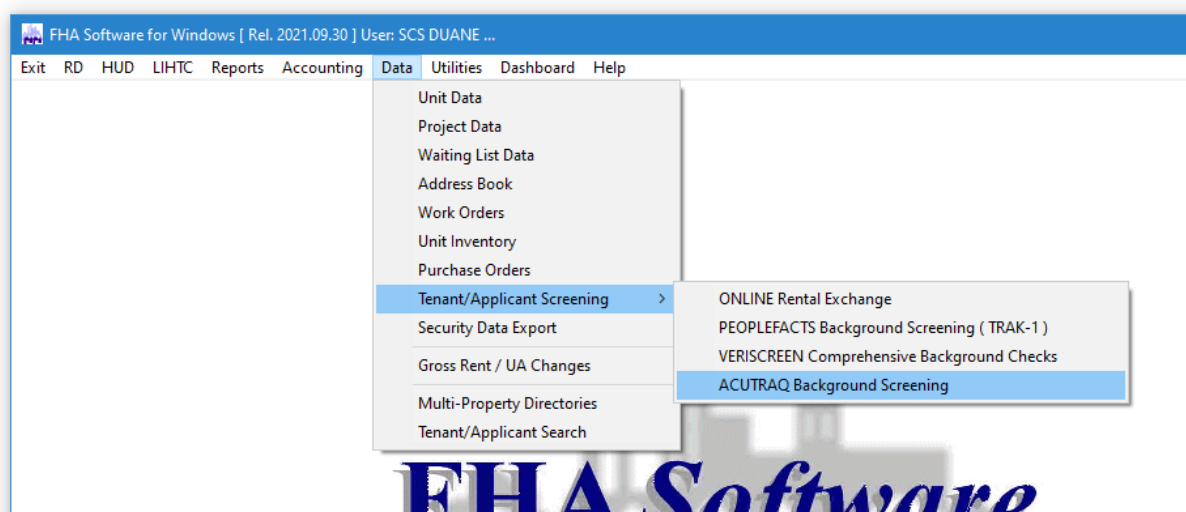 FHA Software for Windows [ Rel. 2021.09.30 ] User: SCS DUANE ...
Exit RD HUD LIHTC Reports Accounting Data Utilities Dashboard Help
Unit Data
Project Data
Waiting List Data
Address Book
Work Orders
Unit Inventory
Purchase Orders
Tenant/Applicant Screening >
Security Data Export
Gross Rent / UA Changes
Multi-Property Directories
Tenant/Applicant Search
ONLINE Rental Exchange
PEOPLEFACTS Background Screening ( TRAK-1 )
VERISCREEN Comprehensive Background Checks
ACUTRAQ Background Screening
FHA Software